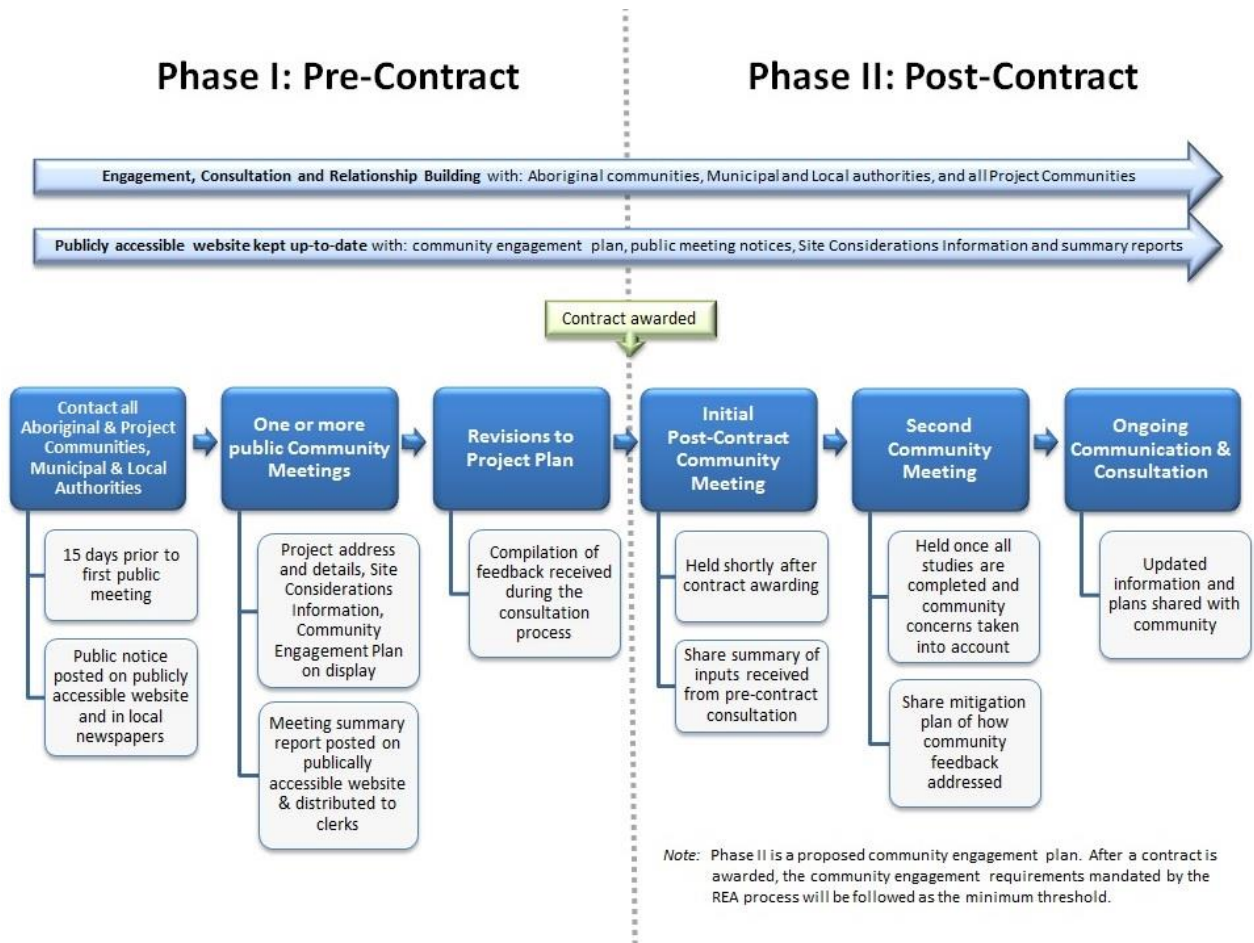 Phase I: Pre-Contract
Phase II: Post-Contract
Engagement, Consultation and Relationship Building with: Aboriginal communities, Municipal and Local authorities, and all Project Communities
Publicly accessible website kept up-to-date with: community engagement plan, public meeting notices, Site Considerations Information and summary reports
Contract awarded
Contact all
Aboriginal & Project
Communities,
Municipal & Local
Authorities
15 days prior to
first public
meeting
Public notice
posted on publicly
accessible website
and in local
newspapers
One or more
public Community
Meetings
Project address
and details, Site
Considerations
Information,
Community
Engagement Plan
on display
Meeting summary
report posted on
publically
accessible website
& distributed to
clerks
Revisions to
Project Plan
Compilation of
feedback received
during the
consultation
process
Initial
Post-Contract
Community
Meeting
Held shortly after
contract awarding
Share summary of
inputs received
from pre-contract
consultation
Second
Community
Meeting
Held once all
studies are
completed and
community
concerns taken
into account
Share mitigation
plan of how
community
feedback
addressed
Ongoing
Communication &
Consultation
Updated
information and
plans shared with
community
Note: Phase II is a proposed community engagement plan. After a contract is
awarded, the community engagement requirements mandated by the
REA process will be followed as the minimum threshold.